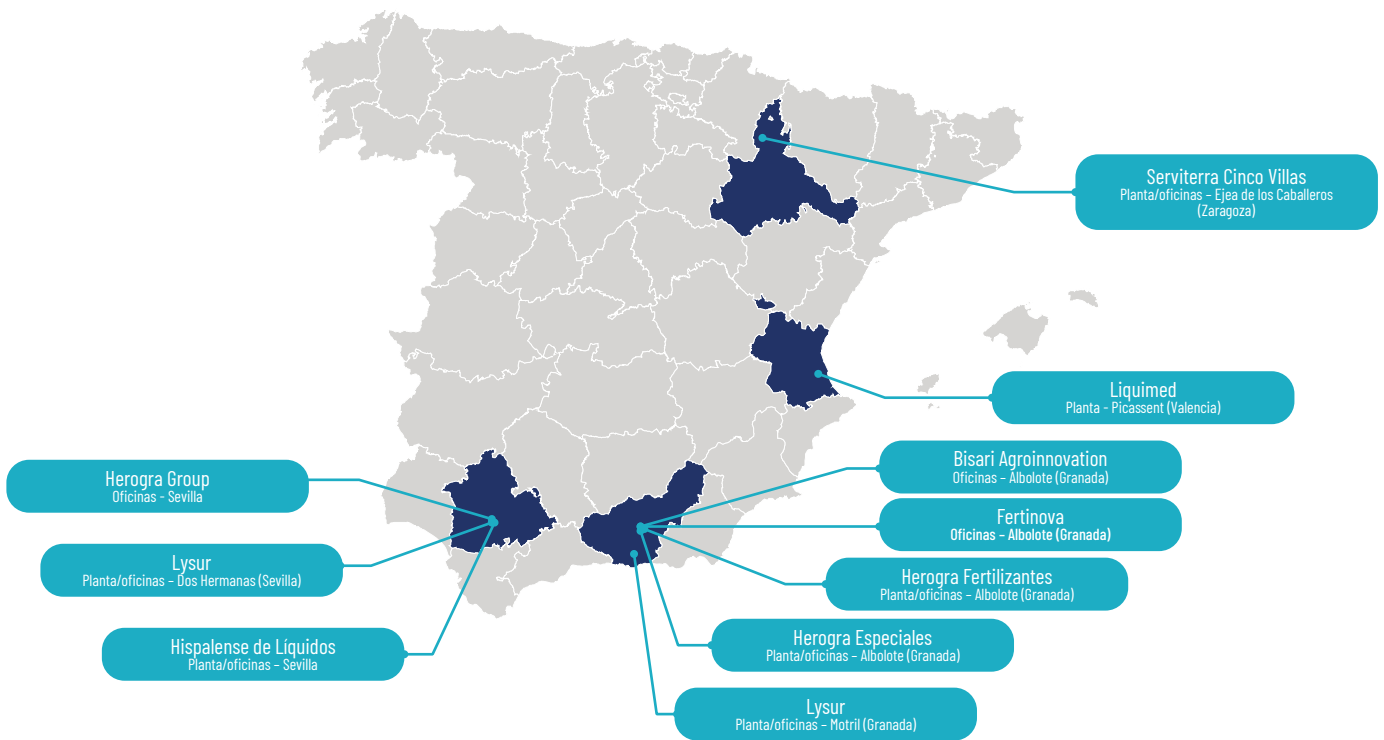 Serviterra Cinco Villas
Planta/oficinas – Ejea de los Caballeros
(Zaragoza)
Liquimed
Planta - Picassent (Valencia)
Bisari Agroinnovation
Oficinas – Albolote (Granada)
Fertinova
Oficinas – Albolote (Granada)
Herogra Fertilizantes
Planta/oficinas – Albolote (Granada)
Herogra Especiales
Planta/oficinas – Albolote (Granada)
Lysur
Planta/oficinas – Motril (Granada)
Herogra Group
Oficinas - Sevilla
Lysur
Planta/oficinas – Dos Hermanas (Sevilla)
Hispalense de Líquidos
Planta/oficinas – Sevilla